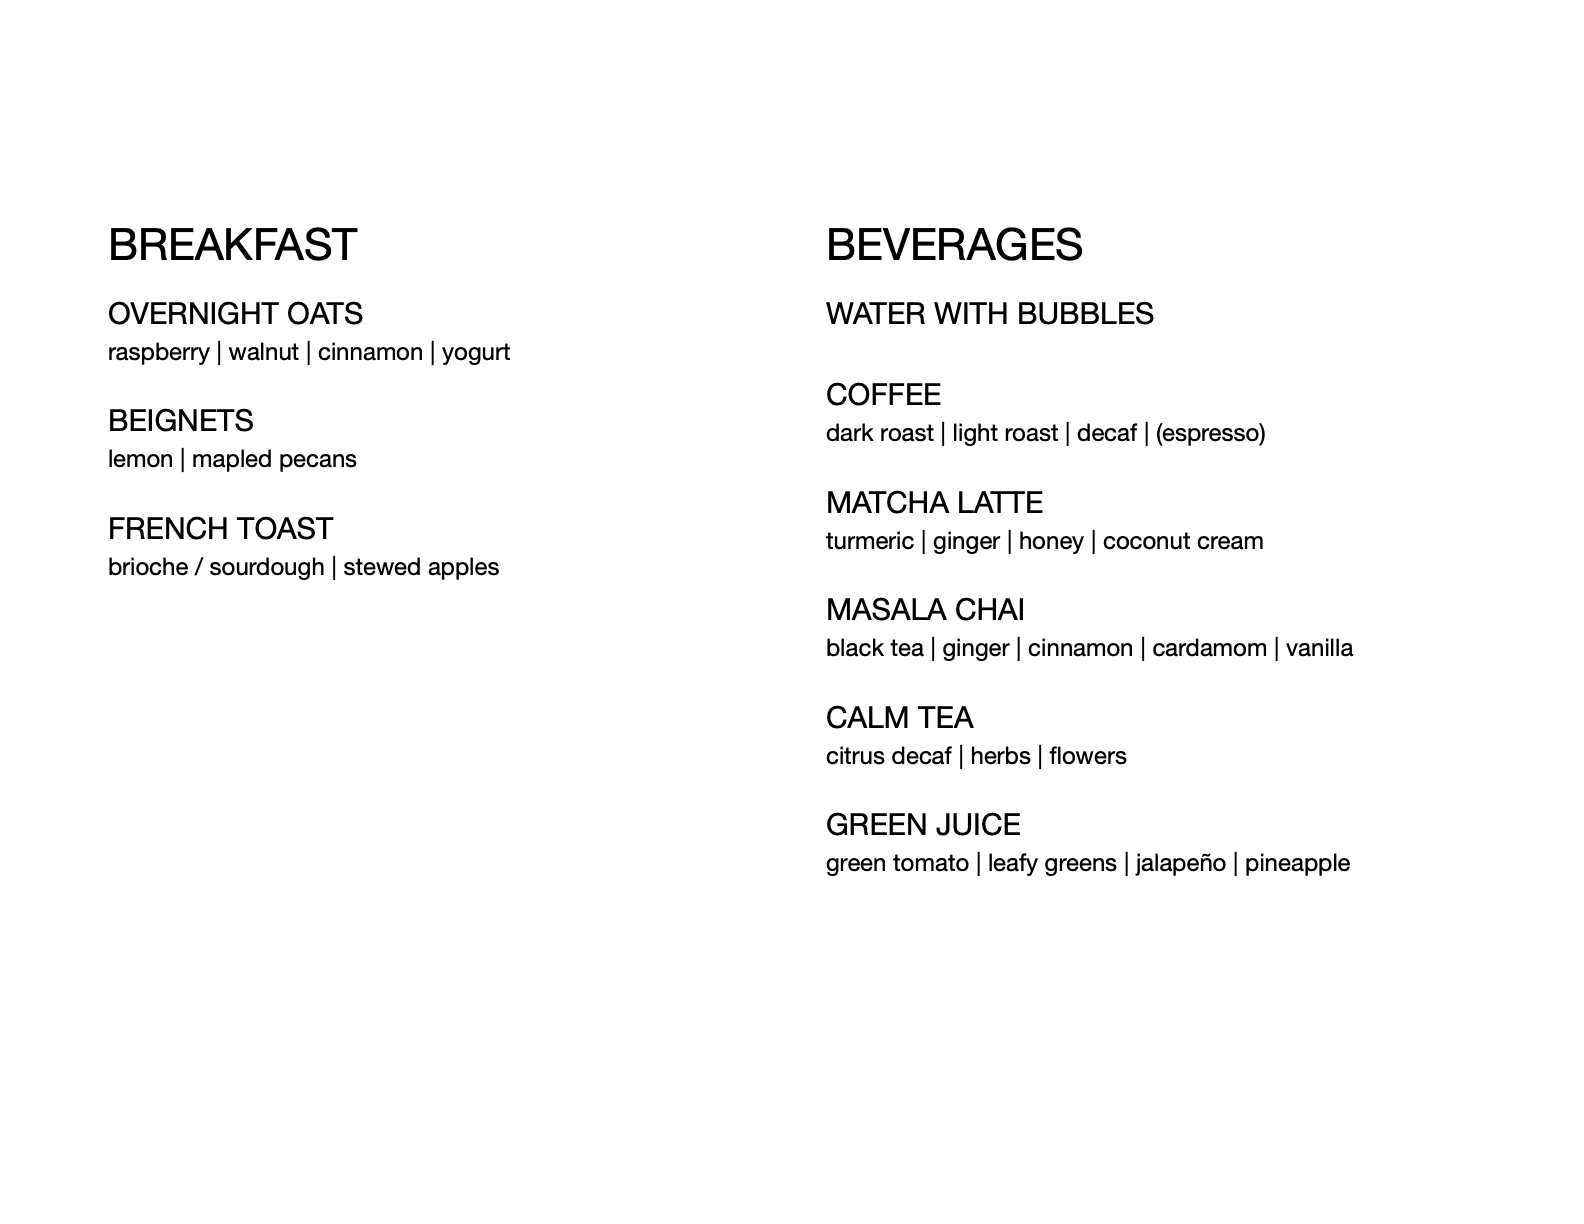 BREAKFAST
OVERNIGHT OATS
raspberry | walnut | cinnamon | yogurt
BEIGNETS
lemon | mapled pecans
FRENCH TOAST
brioche / sourdough | stewed apples
BEVERAGES
WATER WITH BUBBLES
COFFEE
dark roast | light roast | decaf | (espresso)
MATCHA LATTE
turmeric | ginger | honey | coconut cream
MASALA CHAI
black tea | ginger | cinnamon | cardamom | vanilla
CALM TEA
citrus decaf | herbs | flowers
GREEN JUICE
green tomato | leafy greens | jalapeño | pineapple